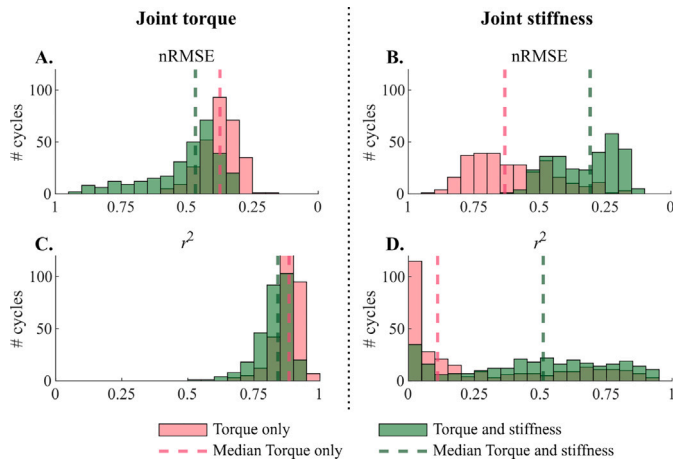 Joint torque
Joint stiffness
A.
nRMSE
# cycles
100
50
0
1
0.75
0.5
0.25
0
B.
nRMSE
# cycles
100
50
0
1
0.75
0.5
0.25
0
C.
r²
# cycles
100
50
0
0
0.25
0.5
0.75
1
D.
r²
# cycles
100
50
0
0
0.25
0.5
0.75
1
Torque only
Torque and stiffness
Median Torque only
Median Torque and stiffness